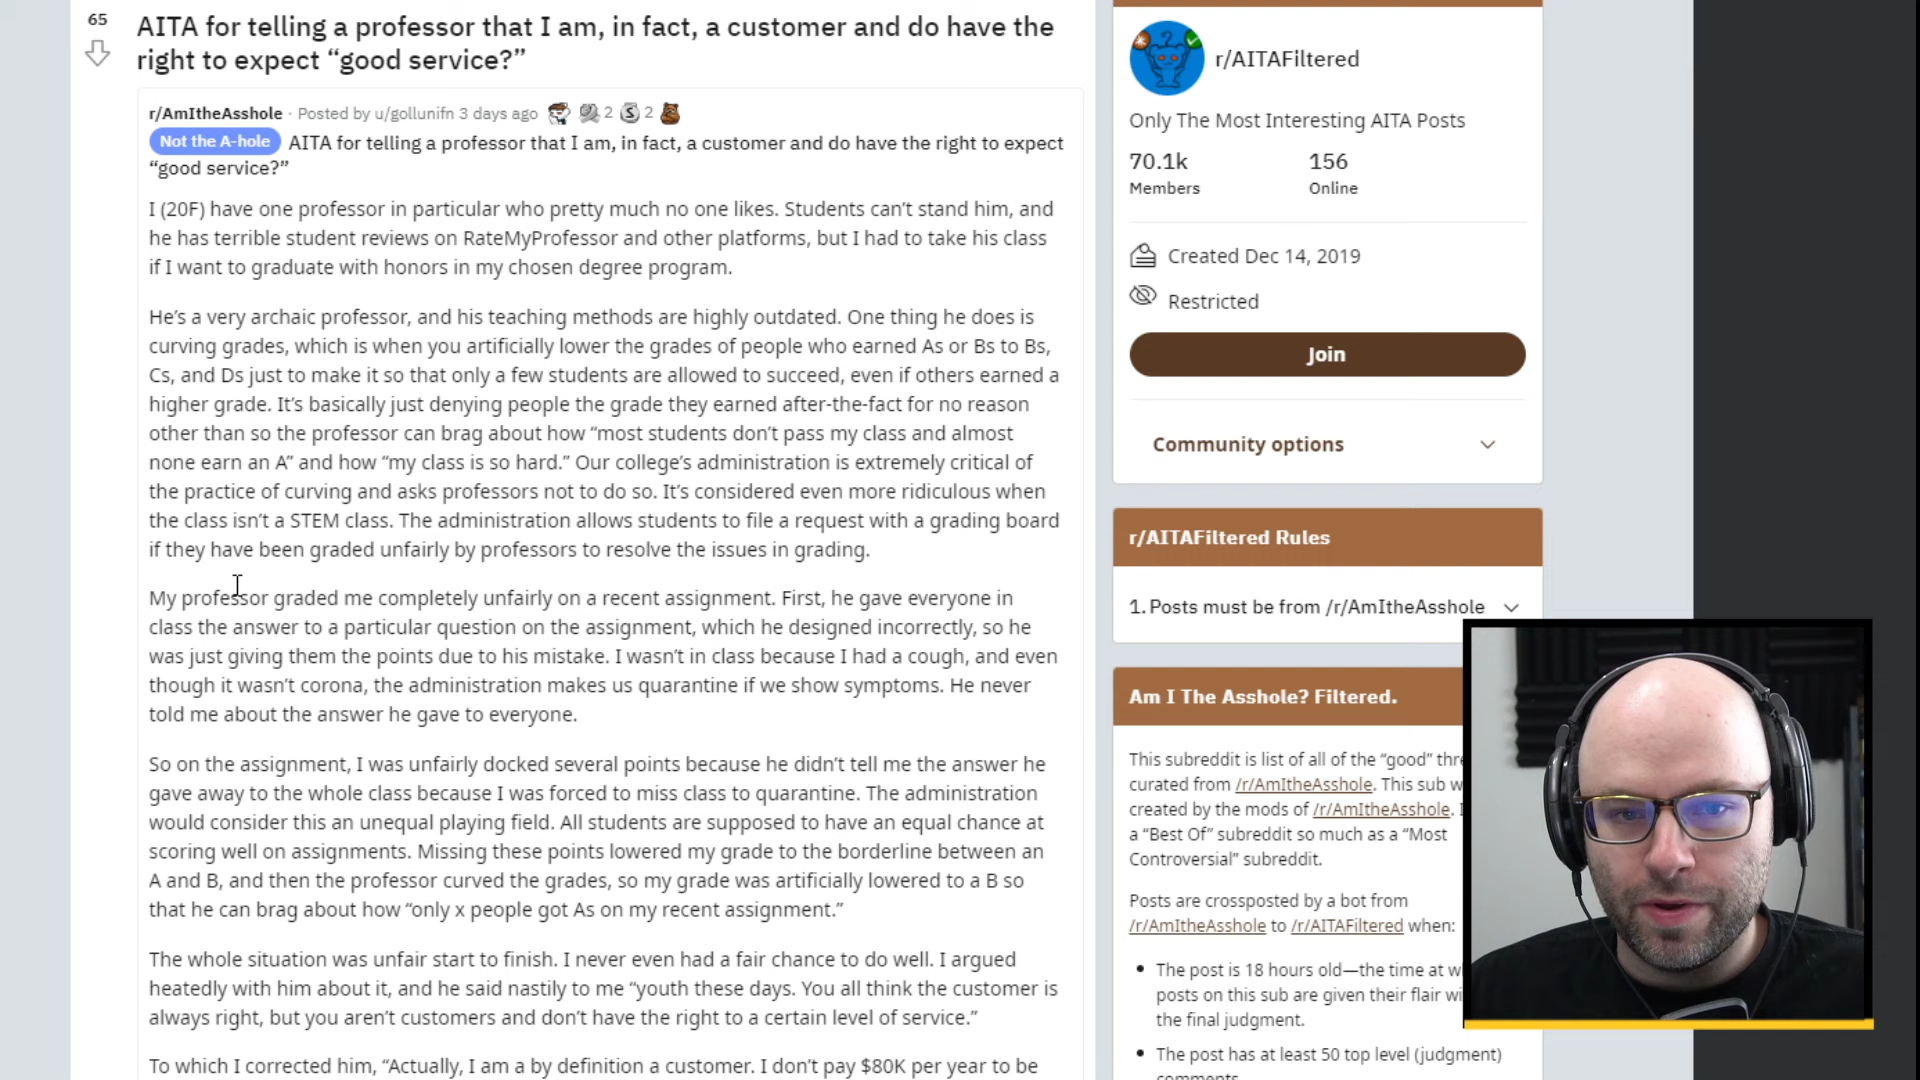 65
AITA for telling a professor that I am, in fact, a customer and do have the
right to expect “good service?”
r/AmItheAsshole · Posted by u/gollunifn 3 days ago 2 2
Not the A-hole AITA for telling a professor that I am, in fact, a customer and do have the right to expect
“good service?”
I (20F) have one professor in particular who pretty much no one likes. Students can’t stand him, and
he has terrible student reviews on RateMyProfessor and other platforms, but I had to take his class
if I want to graduate with honors in my chosen degree program.
He’s a very archaic professor, and his teaching methods are highly outdated. One thing he does is
curving grades, which is when you artificially lower the grades of people who earned As or Bs to Bs,
Cs, and Ds just to make it so that only a few students are allowed to succeed, even if others earned a
higher grade. It’s basically just denying people the grade they earned after-the-fact for no reason
other than so the professor can brag about how “most students don’t pass my class and almost
none earn an A” and how “my class is so hard.” Our college’s administration is extremely critical of
the practice of curving and asks professors not to do so. It’s considered even more ridiculous when
the class isn’t a STEM class. The administration allows students to file a request with a grading board
if they have been graded unfairly by professors to resolve the issues in grading.
My professor graded me completely unfairly on a recent assignment. First, he gave everyone in
class the answer to a particular question on the assignment, which he designed incorrectly, so he
was just giving them the points due to his mistake. I wasn’t in class because I had a cough, and even
though it wasn’t corona, the administration makes us quarantine if we show symptoms. He never
told me about the answer he gave to everyone.
So on the assignment, I was unfairly docked several points because he didn’t tell me the answer he
gave away to the whole class because I was forced to miss class to quarantine. The administration
would consider this an unequal playing field. All students are supposed to have an equal chance at
scoring well on assignments. Missing these points lowered my grade to the borderline between an
A and B, and then the professor curved the grades, so my grade was artificially lowered to a B so
that he can brag about how “only x people got As on my recent assignment.”
The whole situation was unfair start to finish. I never even had a fair chance to do well. I argued
heatedly with him about it, and he said nastily to me “youth these days. You all think the customer is
always right, but you aren’t customers and don’t have the right to a certain level of service.”
To which I corrected him, “Actually, I am a by definition a customer. I don’t pay $80K per year to be
r/AITAFiltered
Only The Most Interesting AITA Posts
70.1k 156
Members Online
Created Dec 14, 2019
Restricted
Join
Community options
r/AITAFiltered Rules
1. Posts must be from /r/AmItheAsshole
Am I The Asshole? Filtered.
This subreddit is list of all of the “good” thre
curated from /r/AmItheAsshole. This sub w
created by the mods of /r/AmItheAsshole.
a “Best Of” subreddit so much as a “Most
Controversial” subreddit.
Posts are crossposted by a bot from
/r/AmItheAsshole to /r/AITAFiltered when:
The post is 18 hours old—the time at w
posts on this sub are given their flair wi
the final judgment.
The post has at least 50 top level (judgment)
comments